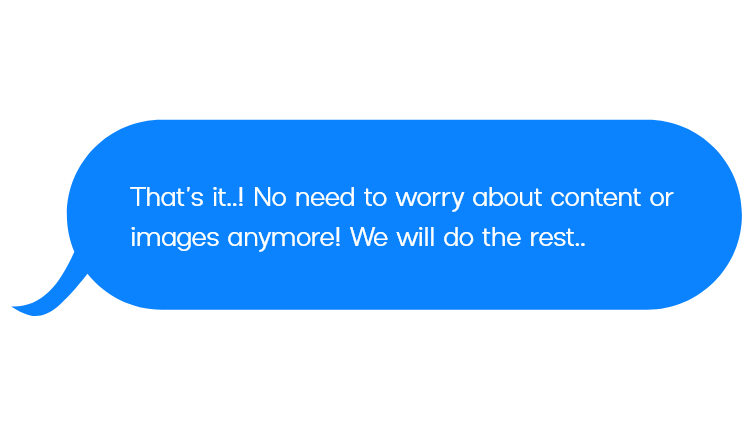 That's it..! No need to worry about content or
images anymore! We will do the rest..